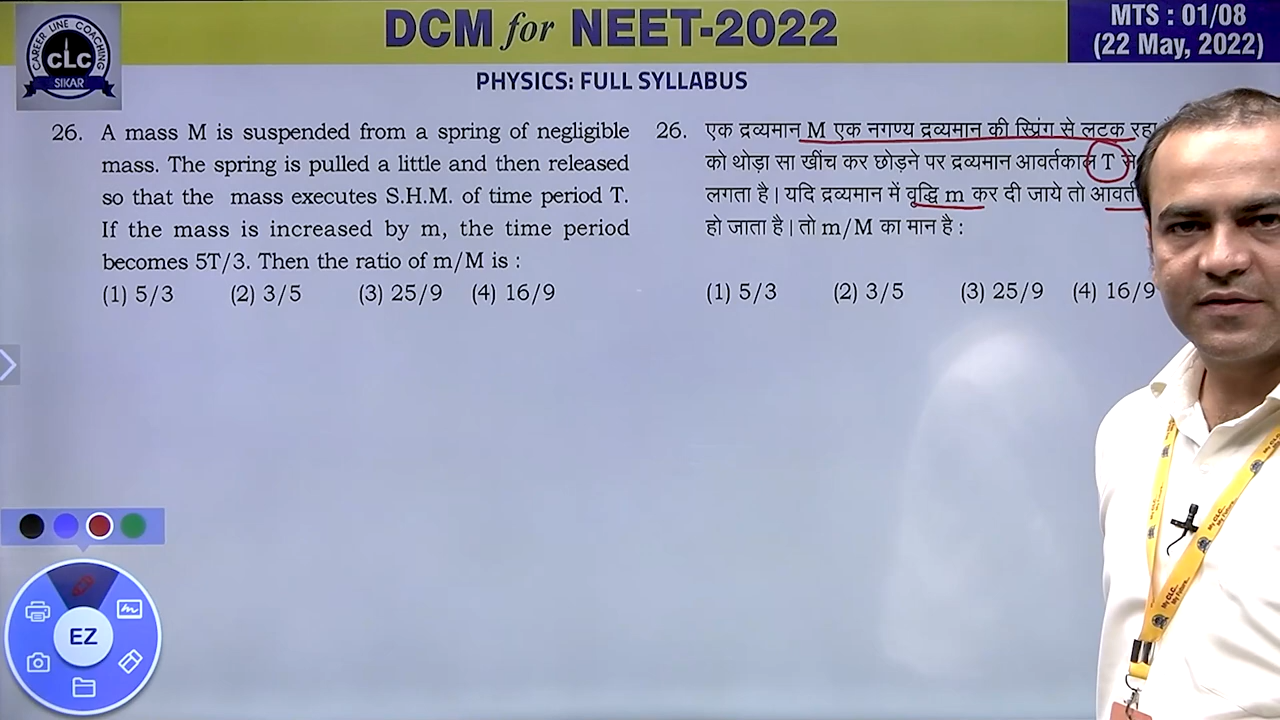 DCM for NEET-2022
MTS : 01/08
(22 May, 2022)
CAREER LINE COACHING
CLC
SIKAR
PHYSICS: FULL SYLLABUS
26. A mass M is suspended from a spring of negligible
mass. The spring is pulled a little and then released
so that the mass executes S.H.M. of time period T.
If the mass is increased by m, the time period
becomes 5T/3. Then the ratio of m/M is :
(1) 5/3 (2) 3/5 (3) 25/9 (4) 16/9
26. एक द्रव्यमान M एक नगण्य द्रव्यमान की स्प्रिंग से लटक रहा
को थोड़ा सा खींच कर छोड़ने पर द्रव्यमान आवर्तकाल T से
लगता है। यदि द्रव्यमान में वृद्धि m कर दी जाये तो
हो जाता है। तो m/M का मान है :
(1) 5/3 (2) 3/5 (3) 25/9 (4) 16/9
EZ
My CLC..
My Future..